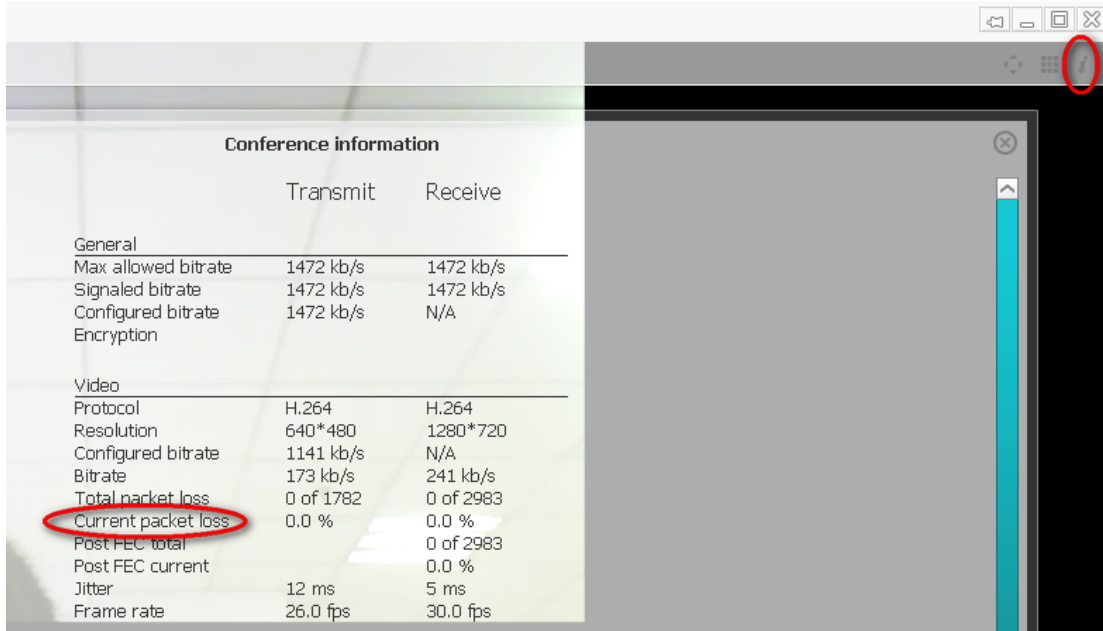 i
Conference information
Transmit Receive
General
Max allowed bitrate 1472 kb/s 1472 kb/s
Signaled bitrate 1472 kb/s 1472 kb/s
Configured bitrate 1472 kb/s N/A
Encryption
Video
Protocol H.264 H.264
Resolution 640*480 1280*720
Configured bitrate 1141 kb/s N/A
Bitrate 173 kb/s 241 kb/s
Total packet loss 0 of 1782 0 of 2983
Current packet loss 0.0 % 0.0 %
Post FEC total 0 of 2983
Post FEC current 0.0 %
Jitter 12 ms 5 ms
Frame rate 26.0 fps 30.0 fps